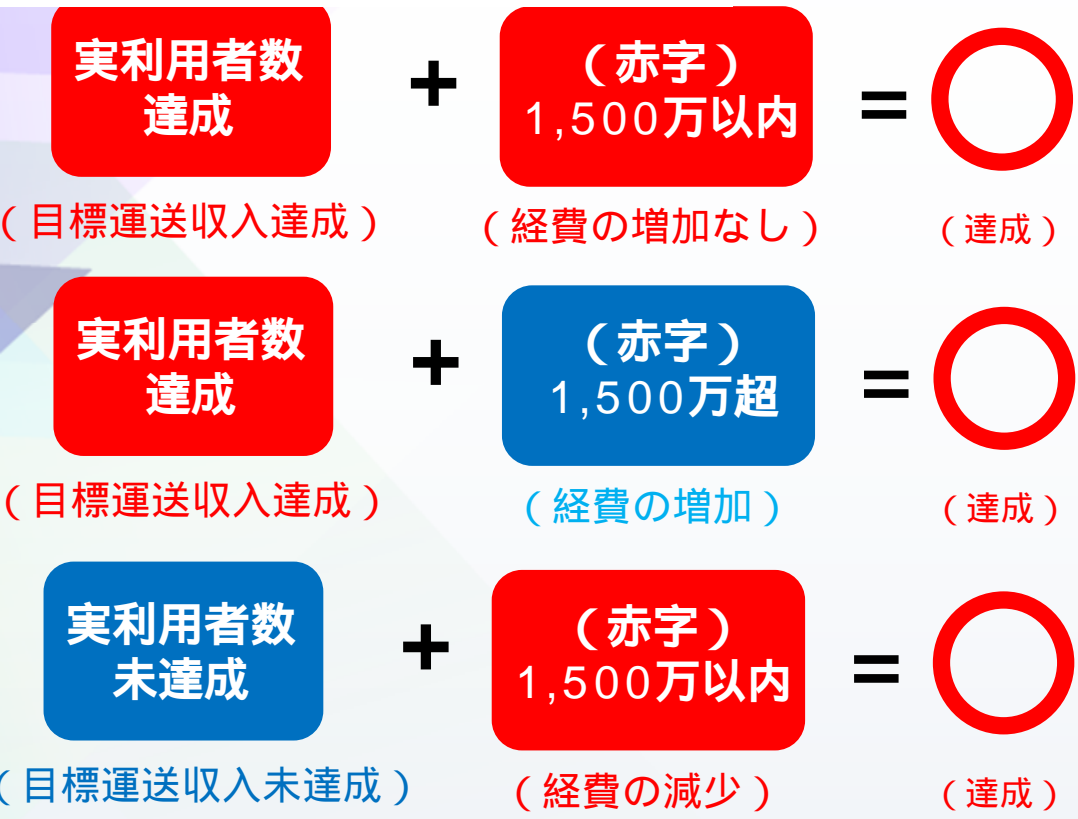 実利用者数
達成
+
(赤字)
1,500万以内
=
(目標運送収入達成)
(経費の増加なし)
(達成)
実利用者数
達成
+
(赤字)
1,500万超
=
(目標運送収入達成)
(経費の増加)
(達成)
実利用者数
未達成
+
(赤字)
1,500万以内
=
(目標運送収入未達成)
(経費の減少)
(達成)